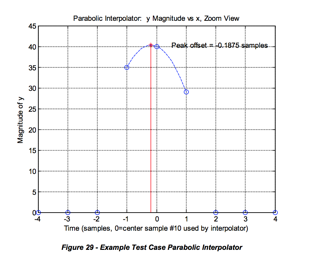 Parabolic Interpolator: y Magnitude vs x, Zoom View
45
40
35
30
25
20
15
10
5
0
Magnitude of y
Peak offset = -0.1875 samples
-4 -3 -2 -1 0 1 2 3 4
Time (samples, 0=center sample #10 used by interpolator)
Figure 29 - Example Test Case Parabolic Interpolator